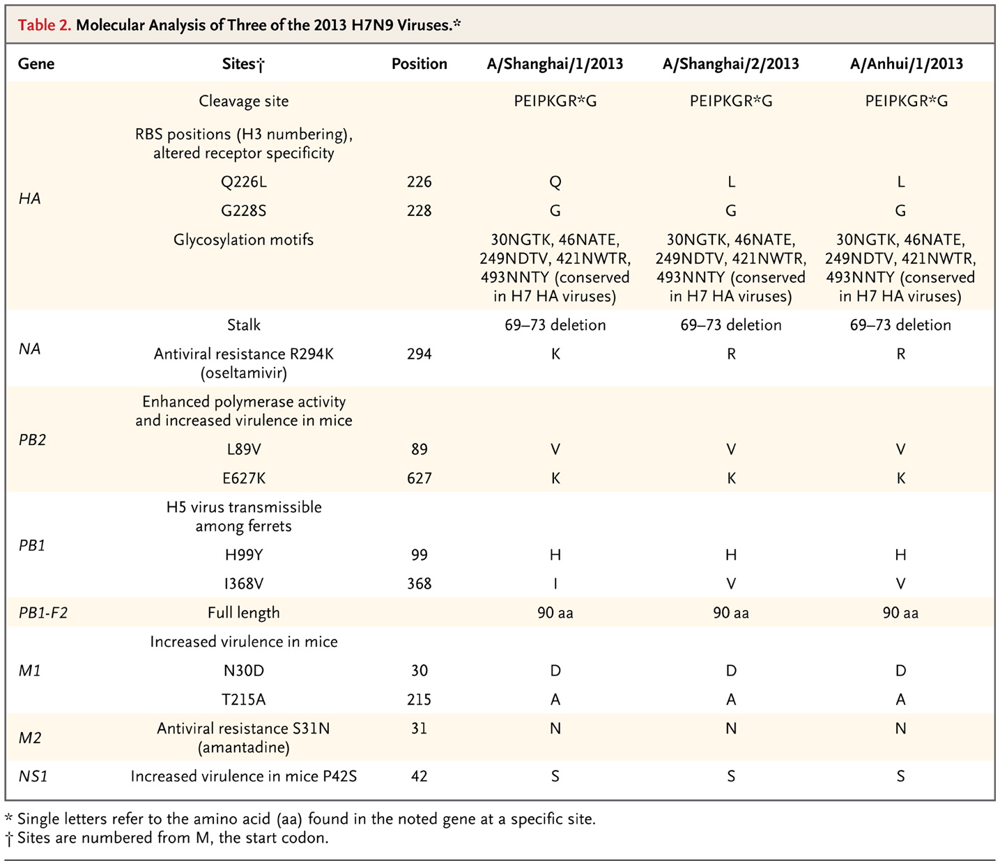 Table 2. Molecular Analysis of Three of the 2013 H7N9 Viruses.*
Gene Sites† Position A/Shanghai/1/2013 A/Shanghai/2/2013 A/Anhui/1/2013
HA
Cleavage site PEIPKGR*G PEIPKGR*G PEIPKGR*G
RBS positions (H3 numbering),
altered receptor specificity
Q226L 226 Q L L
G228S 228 G G G
Glycosylation motifs 30NGTK, 46NATE, 30NGTK, 46NATE, 30NGTK, 46NATE,
249NDTV, 421NWTR, 249NDTV, 421NWTR, 249NDTV, 421NWTR,
493NNTY (conserved 493NNTY (conserved 493NNTY (conserved
in H7 HA viruses) in H7 HA viruses) in H7 HA viruses)
NA
Stalk 69–73 deletion 69–73 deletion 69–73 deletion
Antiviral resistance R294K 294 K R R
(oseltamivir)
PB2
Enhanced polymerase activity
and increased virulence in mice
L89V 89 V V V
E627K 627 K K K
PB1
H5 virus transmissible
among ferrets
H99Y 99 H H H
I368V 368 I V V
PB1-F2 Full length 90 aa 90 aa 90 aa
M1
Increased virulence in mice
N30D 30 D D D
T215A 215 A A A
M2
Antiviral resistance S31N 31 N N N
(amantadine)
NS1 Increased virulence in mice P42S 42 S S S
* Single letters refer to the amino acid (aa) found in the noted gene at a specific site.
† Sites are numbered from M, the start codon.